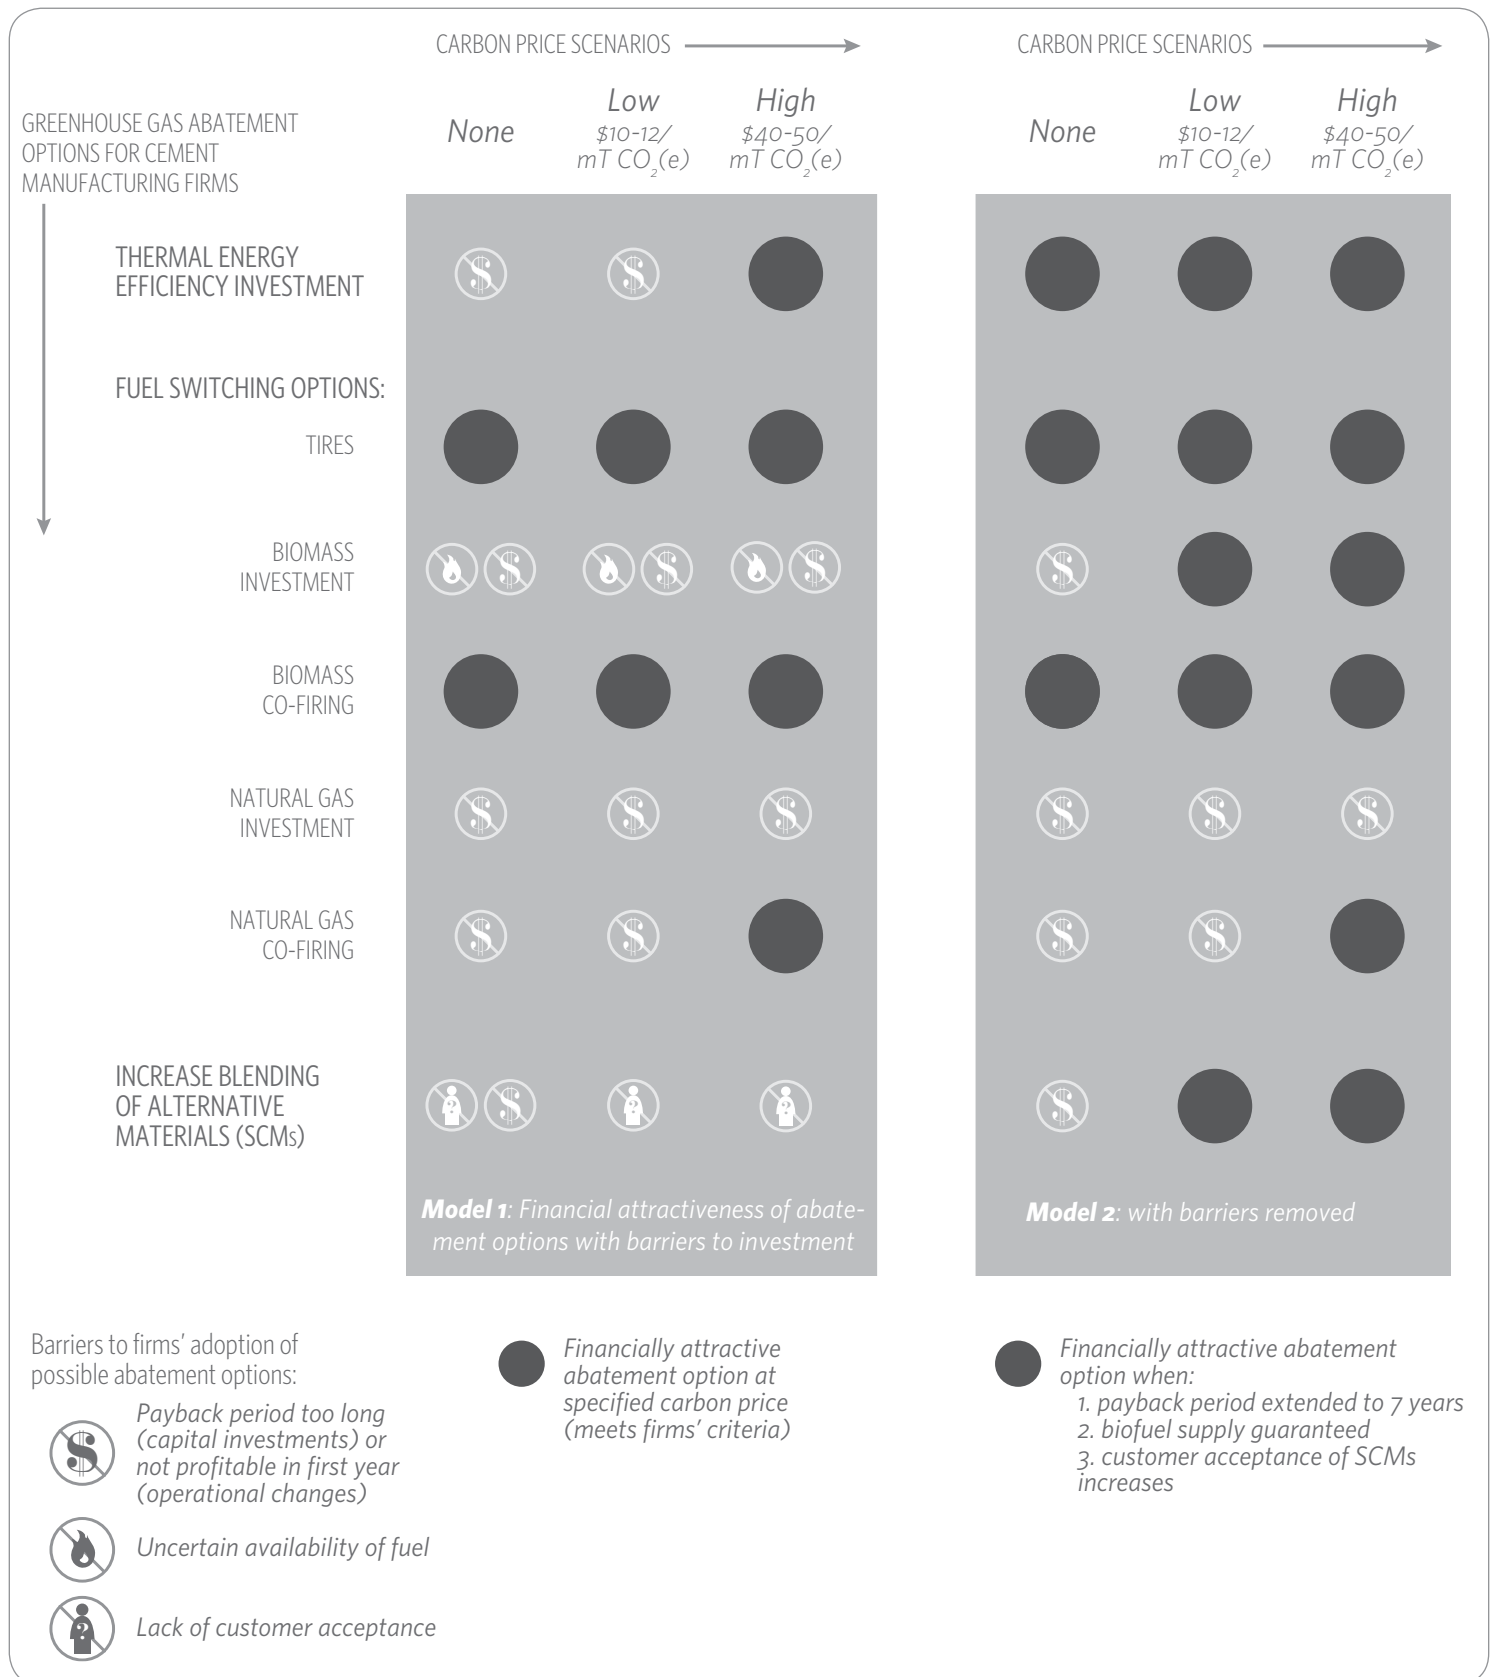 CARBON PRICE SCENARIOS
CARBON PRICE SCENARIOS
GREENHOUSE GAS ABATEMENT
OPTIONS FOR CEMENT
MANUFACTURING FIRMS
None
Low
$10-12/
mT CO₂(e)
High
$40-50/
mT CO₂(e)
None
Low
$10-12/
mT CO₂(e)
High
$40-50/
mT CO₂(e)
THERMAL ENERGY
EFFICIENCY INVESTMENT
FUEL SWITCHING OPTIONS:
TIRES
BIOMASS
INVESTMENT
BIOMASS
CO-FIRING
NATURAL GAS
INVESTMENT
NATURAL GAS
CO-FIRING
INCREASE BLENDING
OF ALTERNATIVE
MATERIALS (SCMs)
Model 1: Financial attractiveness of abate-
ment options with barriers to investment
Model 2: with barriers removed
Barriers to firms' adoption of
possible abatement options:
Payback period too long
(capital investments) or
not profitable in first year
(operational changes)
Uncertain availability of fuel
Lack of customer acceptance
Financially attractive
abatement option at
specified carbon price
(meets firms' criteria)
Financially attractive abatement
option when:
1. payback period extended to 7 years
2. biofuel supply guaranteed
3. customer acceptance of SCMs
increases